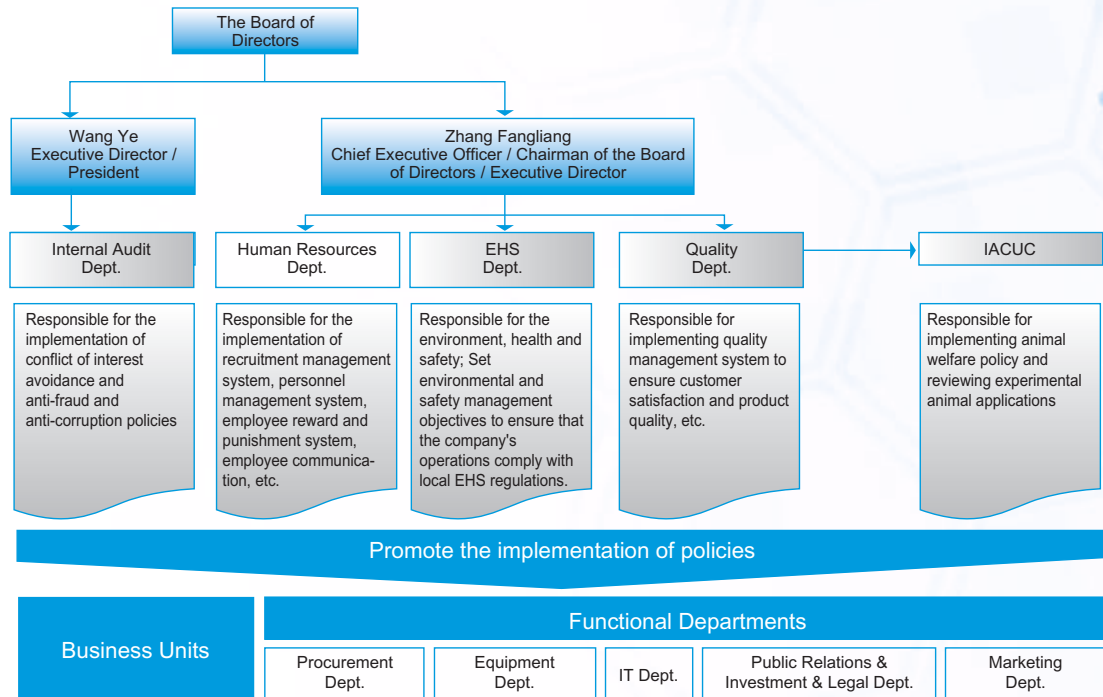 The Board of
Directors
Wang Ye
Executive Director /
President
Zhang Fangliang
Chief Executive Officer / Chairman of the Board
of Directors / Executive Director
Internal Audit
Dept.
Human Resources
Dept.
EHS
Dept.
Quality
Dept.
IACUC
Responsible for the
implementation of
conflict of interest
avoidance and
anti-fraud and
anti-corruption policies
Responsible for the
implementation of
recruitment management
system, personnel
management system,
employee reward and
punishment system,
employee communica-
tion, etc.
Responsible for the
environment, health and
safety; Set
environmental and
safety management
objectives to ensure that
the company's
operations comply with
local EHS regulations.
Responsible for
implementing quality
management system to
ensure customer
satisfaction and product
quality, etc.
Responsible for
implementing animal
welfare policy and
reviewing experimental
animal applications
Promote the implementation of policies
Business Units
Functional Departments
Procurement
Dept.
Equipment
Dept.
IT Dept.
Public Relations &
Investment & Legal Dept.
Marketing
Dept.